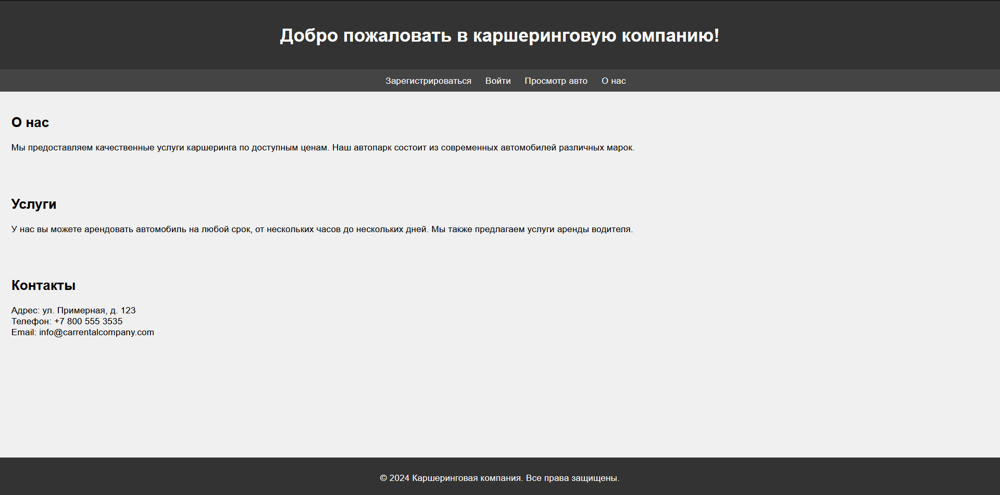 Добро пожаловать в каршеринговую компанию!
Зарегистрироваться Войти Просмотр авто О нас
О нас
Мы предоставляем качественные услуги каршеринга по доступным ценам. Наш автопарк состоит из современных автомобилей различных марок.
Услуги
У нас вы можете арендовать автомобиль на любой срок, от нескольких часов до нескольких дней. Мы также предлагаем услуги аренды водителя.
Контакты
Адрес: ул. Примерная, д. 123
Телефон: +7 800 555 3535
Email: info@carrentalcompany.com
© 2024 Каршеринговая компания. Все права защищены.